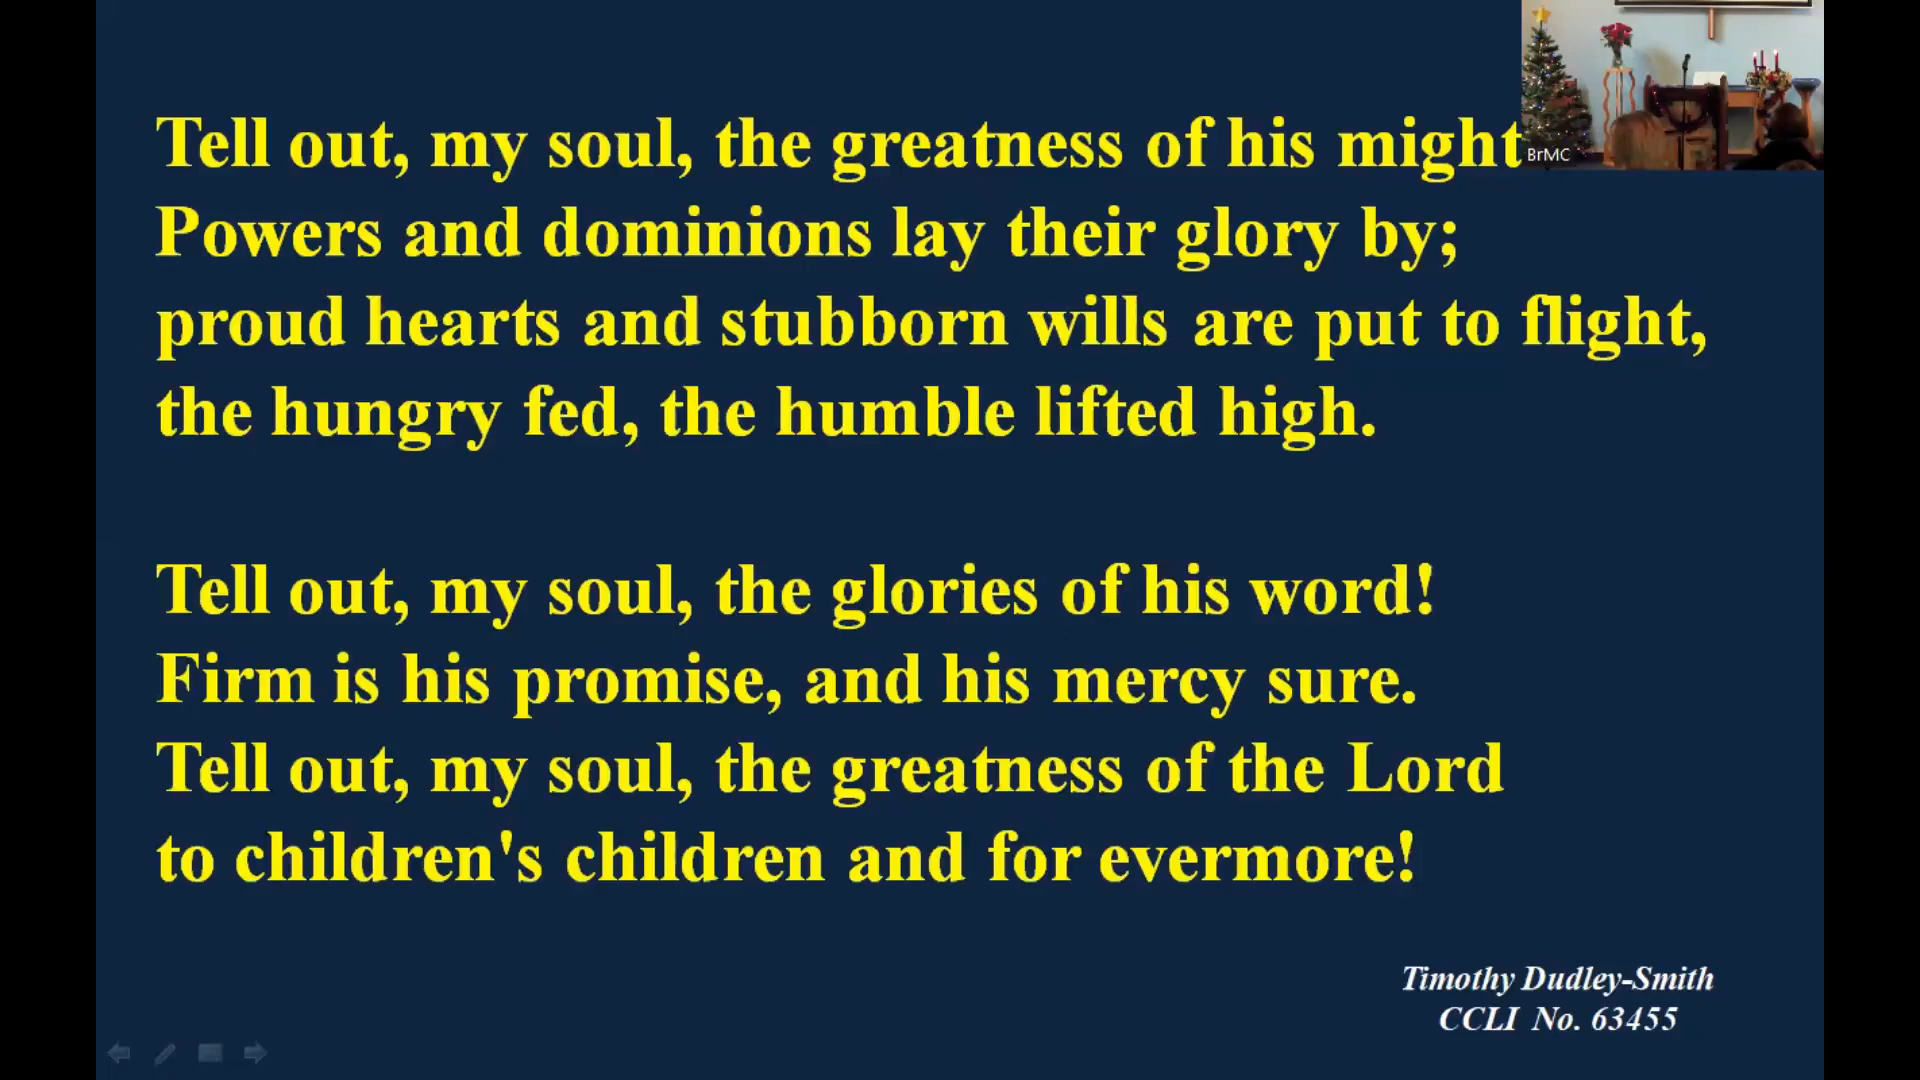 Tell out, my soul, the greatness of his might
Powers and dominions lay their glory by;
proud hearts and stubborn wills are put to flight,
the hungry fed, the humble lifted high.
Tell out, my soul, the glories of his word!
Firm is his promise, and his mercy sure.
Tell out, my soul, the greatness of the Lord
to children's children and for evermore!
Timothy Dudley-Smith
CCLI No. 63455
BrMC